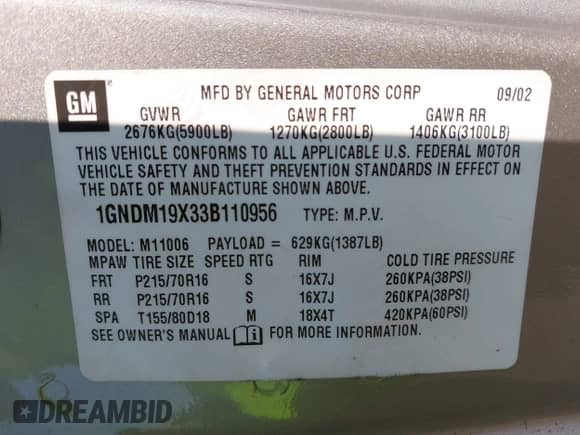 GM
MFD BY GENERAL MOTORS CORP 09/02
GVWR GAWR FRT GAWR RR
2676KG(5900LB) 1270KG(2800LB) 1406KG(3100LB)
THIS VEHICLE CONFORMS TO ALL APPLICABLE U.S. FEDERAL MOTOR
VEHICLE SAFETY AND THEFT PREVENTION STANDARDS IN EFFECT ON
THE DATE OF MANUFACTURE SHOWN ABOVE.
1GNDM19X33B110956 TYPE: M.P.V.
MODEL: M11006 PAYLOAD = 629KG(1387LB)
MPAW TIRE SIZE SPEED RTG RIM COLD TIRE PRESSURE
FRT P215/70R16 S 16X7J 260KPA(38PSI)
RR P215/70R16 S 16X7J 260KPA(38PSI)
SPA T155/80D18 M 18X4T 420KPA(60PSI)
SEE OWNER'S MANUAL FOR MORE INFORMATION.
DREAMBID